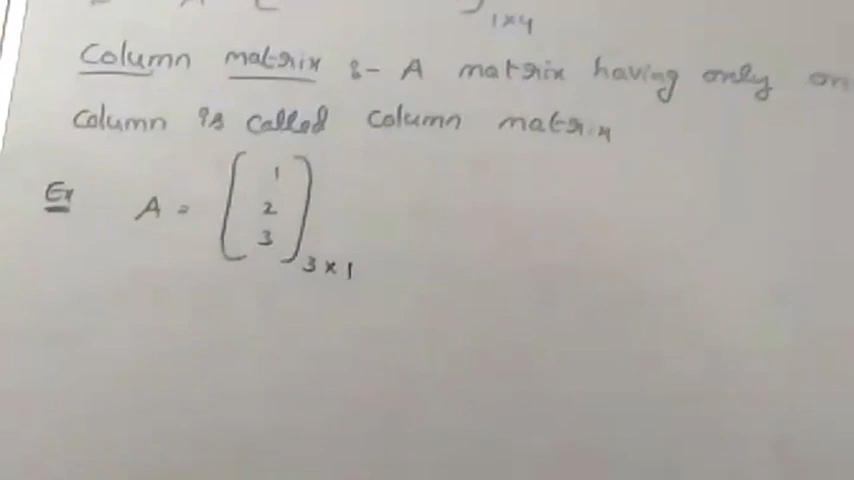 1×4
Column matrix :- A matrix having only on
column is called column matrix
Ex A = [ 1
2
3 ] 3×1